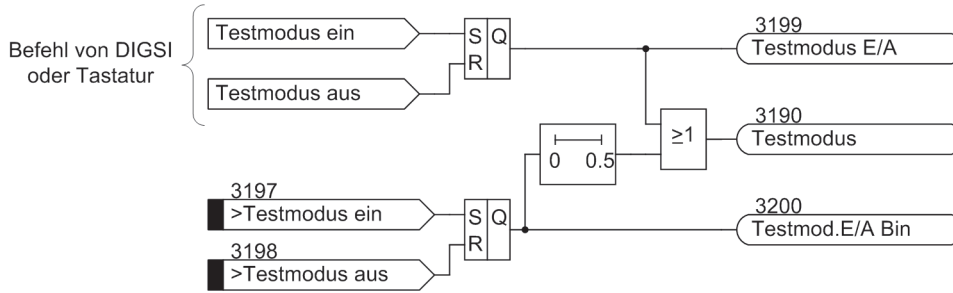 Befehl von DIGSI
oder Tastatur
Testmodus ein
Testmodus aus
S Q
R
3199
Testmodus E/A
≥1
3190
Testmodus
0 0.5
3197
>Testmodus ein
3198
>Testmodus aus
S Q
R
3200
Testmod.E/A Bin